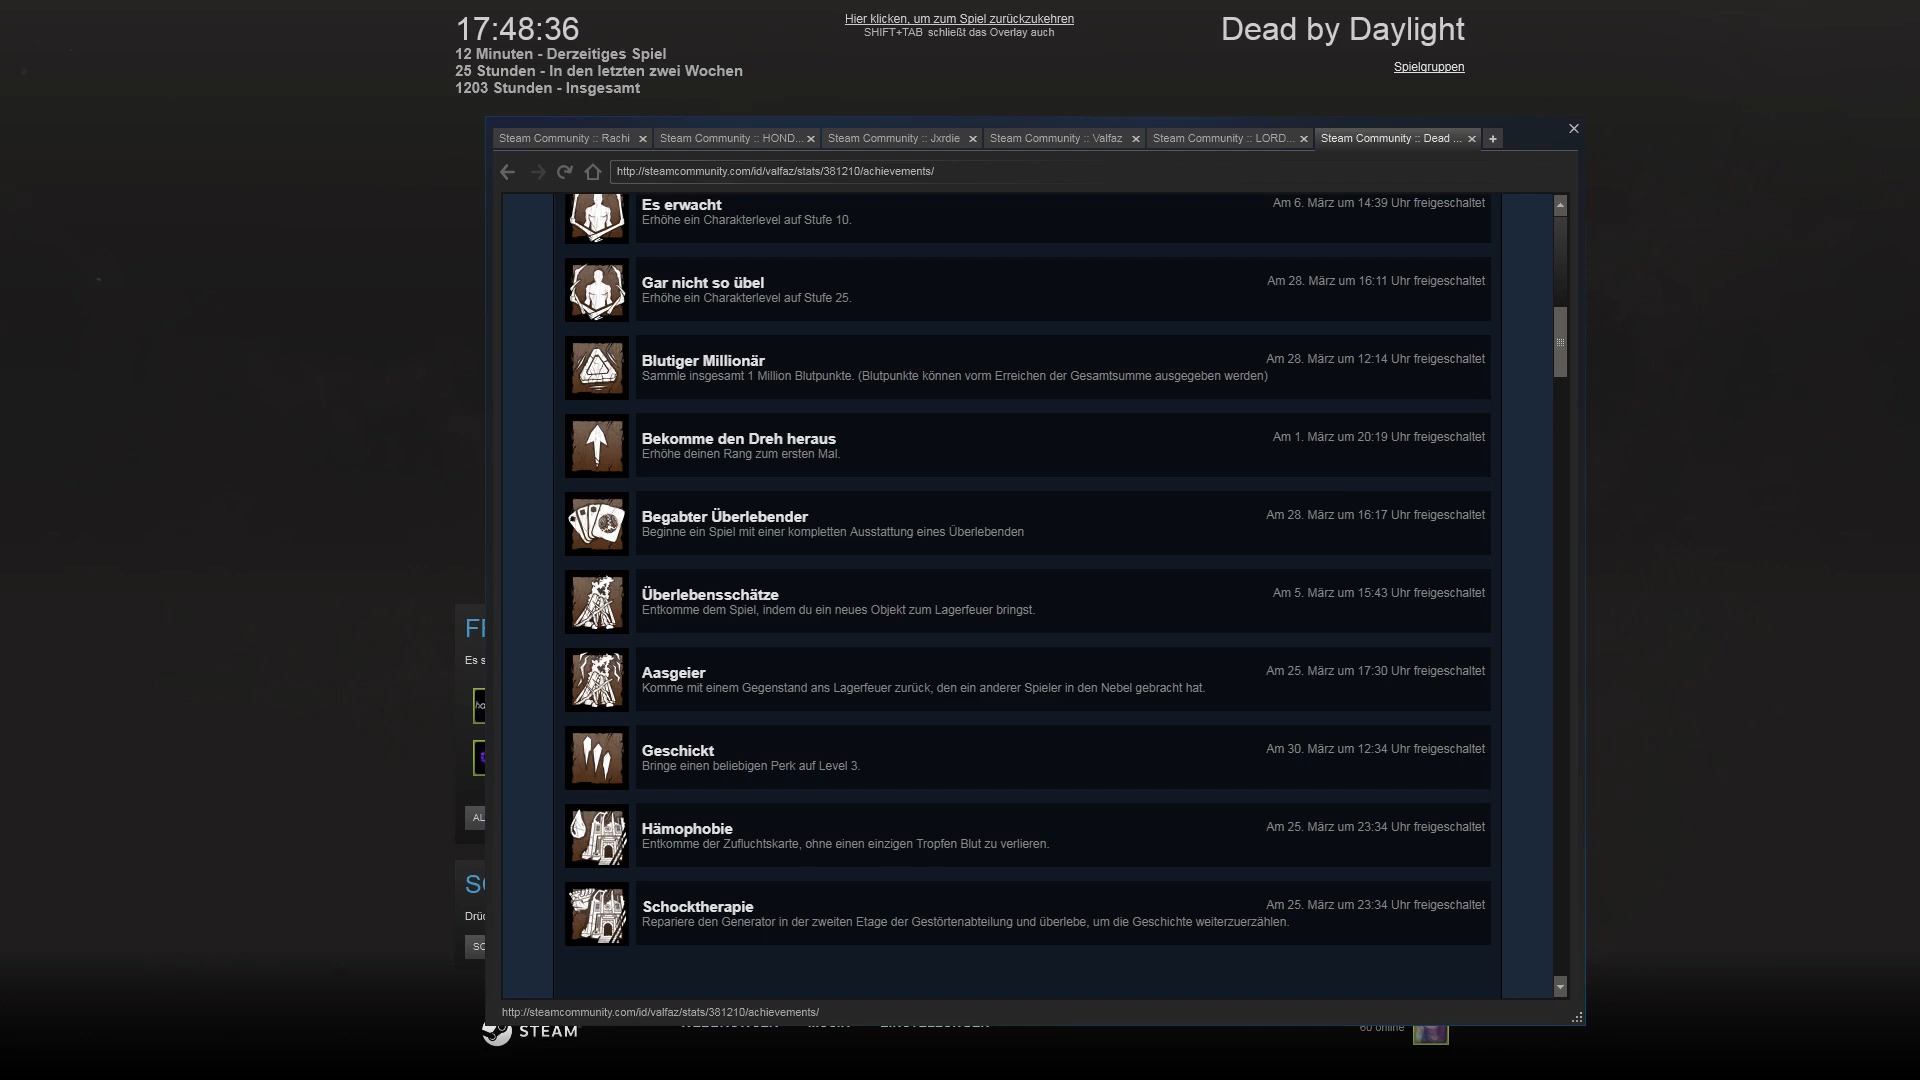 17:48:36
12 Minuten - Derzeitiges Spiel
25 Stunden - In den letzten zwei Wochen
1203 Stunden - Insgesamt
Hier klicken, um zum Spiel zurückzukehren
SHIFT+TAB schließt das Overlay auch
Dead by Daylight
Spielgruppen
Steam Community :: Rachi
Steam Community :: HOND...
Steam Community :: Jxrdie
Steam Community :: Valfaz
Steam Community :: LORD...
Steam Community :: Dead ...
http://steamcommunity.com/id/valfaz/stats/381210/achievements/
Es erwacht
Am 6. März um 14:39 Uhr freigeschaltet
Erhöhe ein Charakterlevel auf Stufe 10.
Gar nicht so übel
Am 28. März um 16:11 Uhr freigeschaltet
Erhöhe ein Charakterlevel auf Stufe 25.
Blutiger Millionär
Am 28. März um 12:14 Uhr freigeschaltet
Sammle insgesamt 1 Million Blutpunkte. (Blutpunkte können vorm Erreichen der Gesamtsumme ausgegeben werden)
Bekomme den Dreh heraus
Am 1. März um 20:19 Uhr freigeschaltet
Erhöhe deinen Rang zum ersten Mal.
Begabter Überlebender
Am 28. März um 16:17 Uhr freigeschaltet
Beginne ein Spiel mit einer kompletten Ausstattung eines Überlebenden
Überlebensschätze
Am 5. März um 15:43 Uhr freigeschaltet
Entkomme dem Spiel, indem du ein neues Objekt zum Lagerfeuer bringst.
Aasgeier
Am 25. März um 17:30 Uhr freigeschaltet
Komme mit einem Gegenstand ans Lagerfeuer zurück, den ein anderer Spieler in den Nebel gebracht hat.
Geschickt
Am 30. März um 12:34 Uhr freigeschaltet
Bringe einen beliebigen Perk auf Level 3.
Hämophobie
Am 25. März um 23:34 Uhr freigeschaltet
Entkomme der Zufluchtskarte, ohne einen einzigen Tropfen Blut zu verlieren.
Schocktherapie
Am 25. März um 23:34 Uhr freigeschaltet
Repariere den Generator in der zweiten Etage der Gestörtenabteilung und überlebe, um die Geschichte weiterzuerzählen.
Es s
AL
Drüc
SC
http://steamcommunity.com/id/valfaz/stats/381210/achievements/
STEAM
60 online